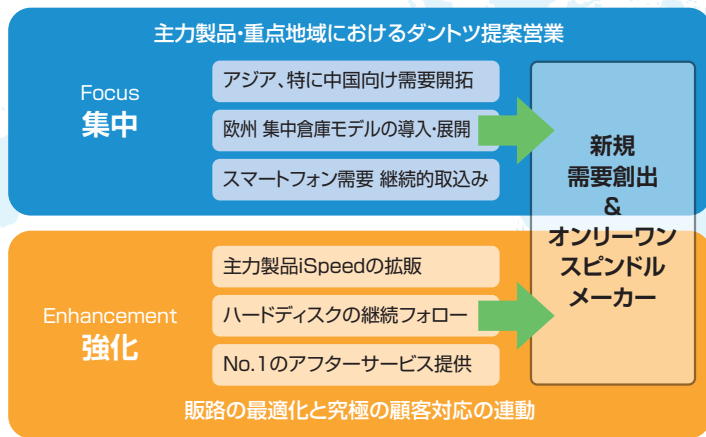 主力製品・重点地域におけるダントツ提案営業
Focus
集中
アジア、特に中国向け需要開拓
欧州 集中倉庫モデルの導入・展開
スマートフォン需要 継続的取込み
新規
需要創出
&
オンリーワン
スピンドル
メーカー
Enhancement
強化
主力製品iSpeedの拡販
ハードディスクの継続フォロー
No.1のアフターサービス提供
販路の最適化と究極の顧客対応の連動